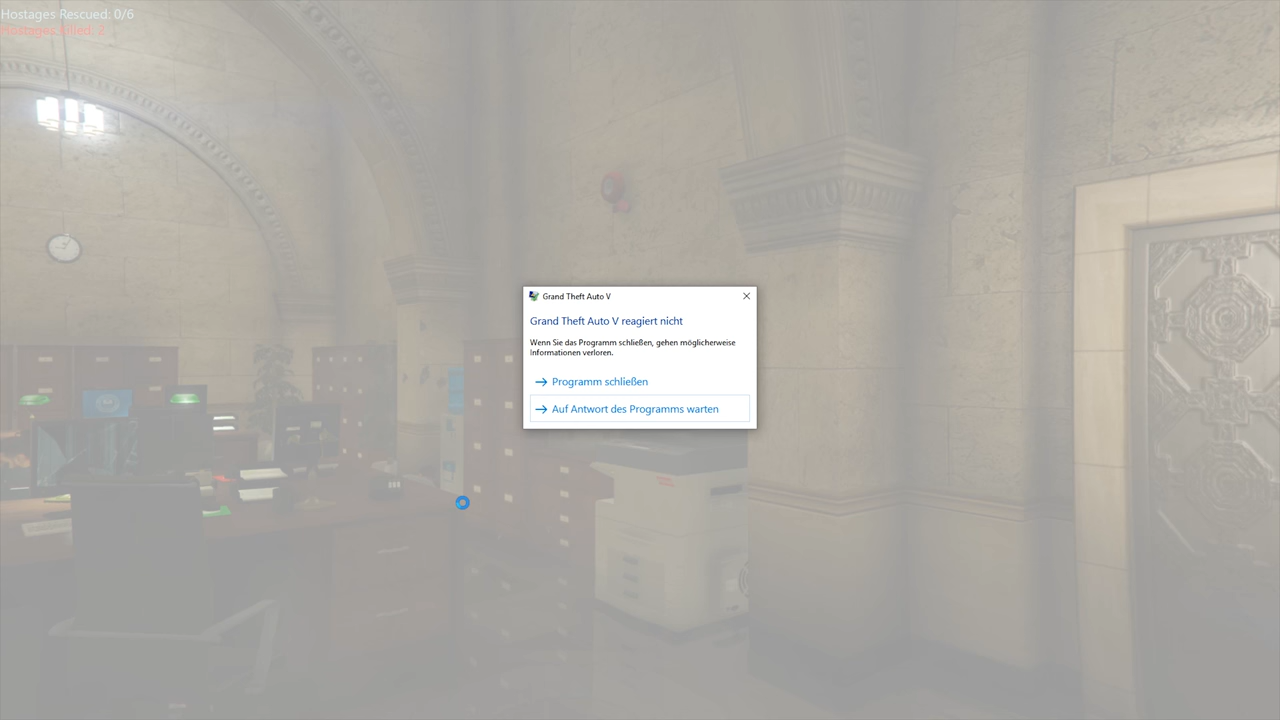 Hostages Rescued: 0/6
Hostages Killed: 2
Grand Theft Auto V
Grand Theft Auto V reagiert nicht
Wenn Sie das Programm schließen, gehen möglicherweise
Informationen verloren.
Programm schließen
Auf Antwort des Programms warten